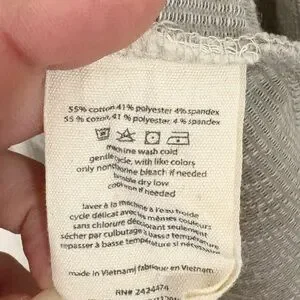 55% cotton 41% polyester 4% spandex
55% coton, 41% polyester 4% spandex
machine wash cold
gentle cycle, with like colors
only nonchlorine bleach if needed
tumble dry low
cool iron if needed
laver à la machine à l'eau froide
cycle délicat avec les mêmes couleurs
sans chlorure décolorant seulement
sécher par culbutage à basse température
repasser à basse température si nécessaire
made in Vietnam| fabriqué en Vietnam
RN# 2424474